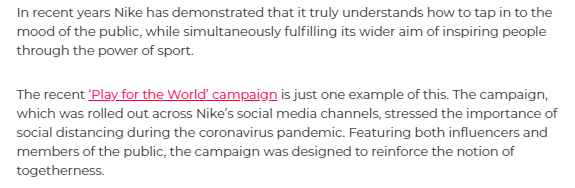 In recent years Nike has demonstrated that it truly understands how to tap in to the
mood of the public, while simultaneously fulfilling its wider aim of inspiring people
through the power of sport.
The recent ‘Play for the World’ campaign is just one example of this. The campaign,
which was rolled out across Nike’s social media channels, stressed the importance of
social distancing during the coronavirus pandemic. Featuring both influencers and
members of the public, the campaign was designed to reinforce the notion of
togetherness.